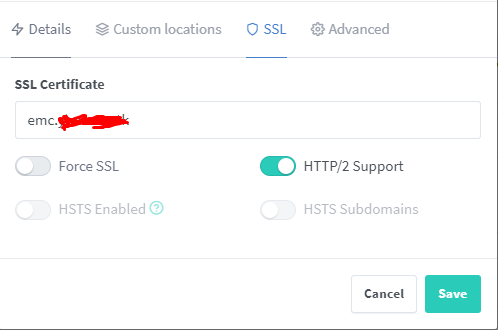 Details Custom locations SSL Advanced
SSL Certificate
emc.
Force SSL HTTP/2 Support
HSTS Enabled HSTS Subdomains
Cancel Save